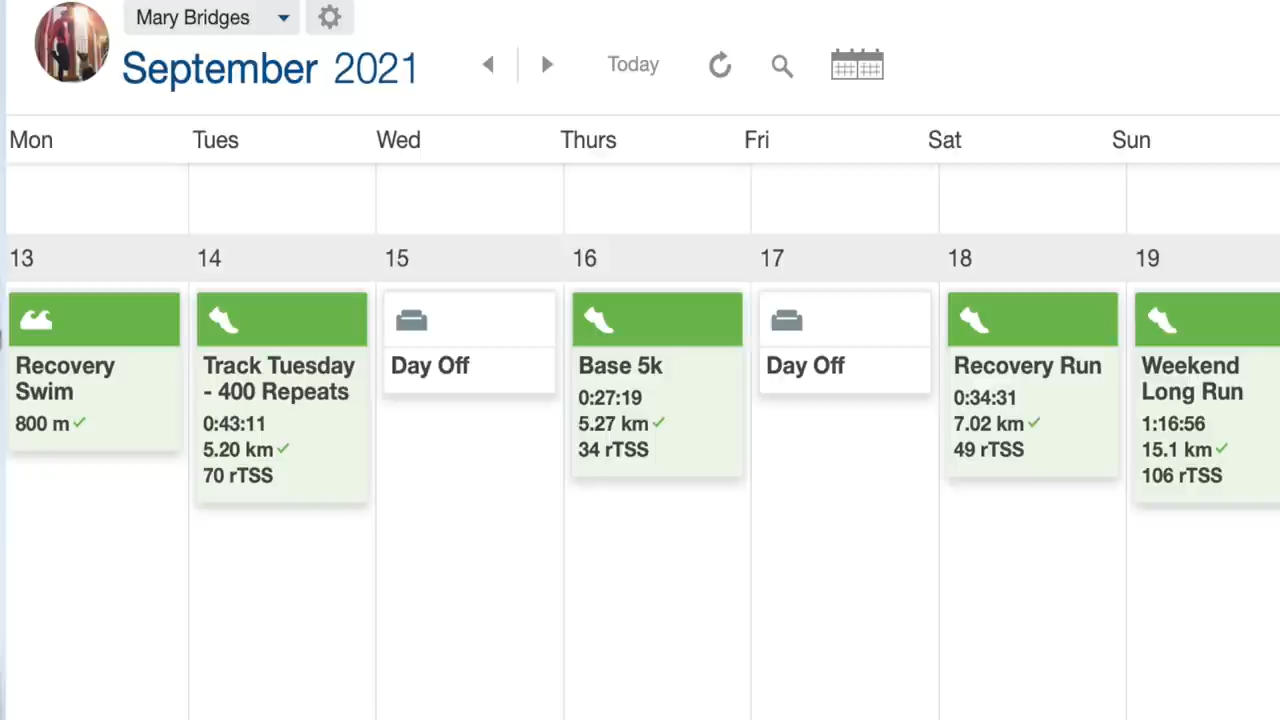 Mary Bridges
September 2021
Today
Mon Tues Wed Thurs Fri Sat Sun
13 14 15 16 17 18 19
Recovery
Swim
800 m
Track Tuesday
- 400 Repeats
0:43:11
5.20 km
70 rTSS
Day Off
Base 5k
0:27:19
5.27 km
34 rTSS
Day Off
Recovery Run
0:34:31
7.02 km
49 rTSS
Weekend
Long Run
1:16:56
15.1 km
106 rTSS